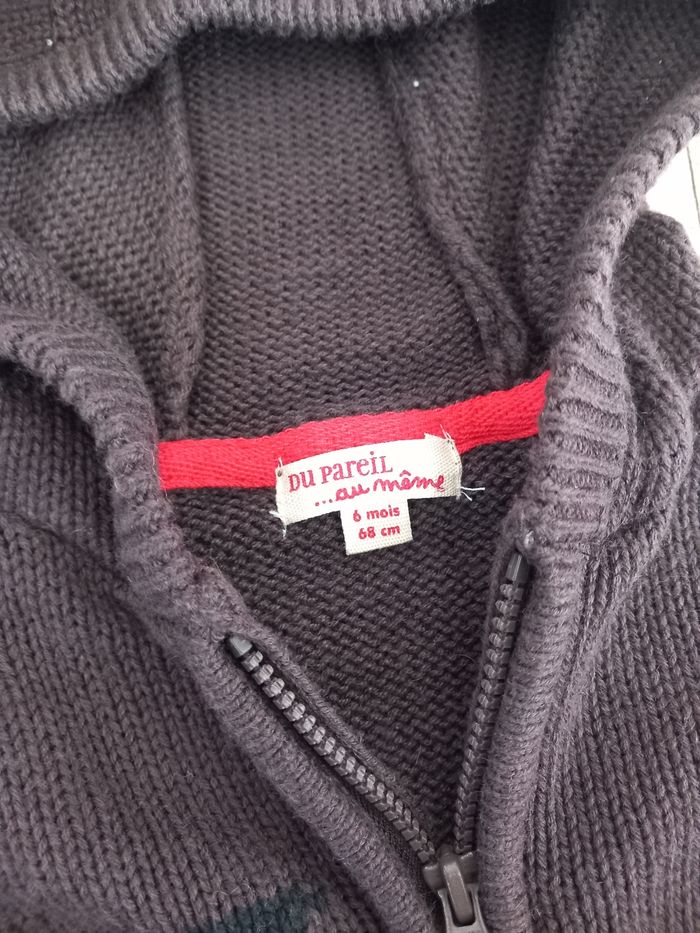 DU PAREIL
...au même
6 mois
68 cm